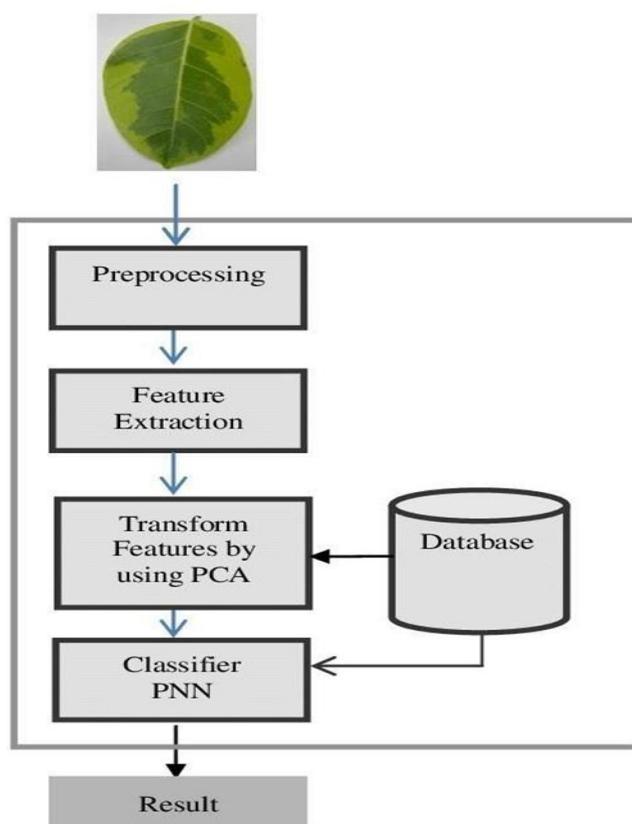 Preprocessing
Feature
Extraction
Transform
Features by
using PCA
Database
Classifier
PNN
Result